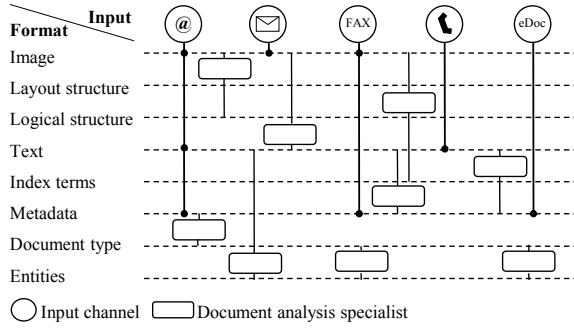 Input
Format
@
FAX
eDoc
Image
Layout structure
Logical structure
Text
Index terms
Metadata
Document type
Entities
Input channel
Document analysis specialist